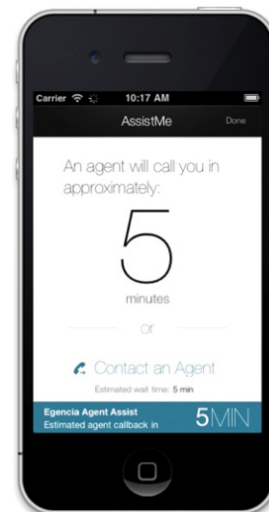 Carrier 10:17 AM
AssistMe Done
An agent will call you in
approximately:
5
minutes
or
Contact an Agent
Estimated wait time: 5 min
Egencia Agent Assist
Estimated agent callback in
5MIN